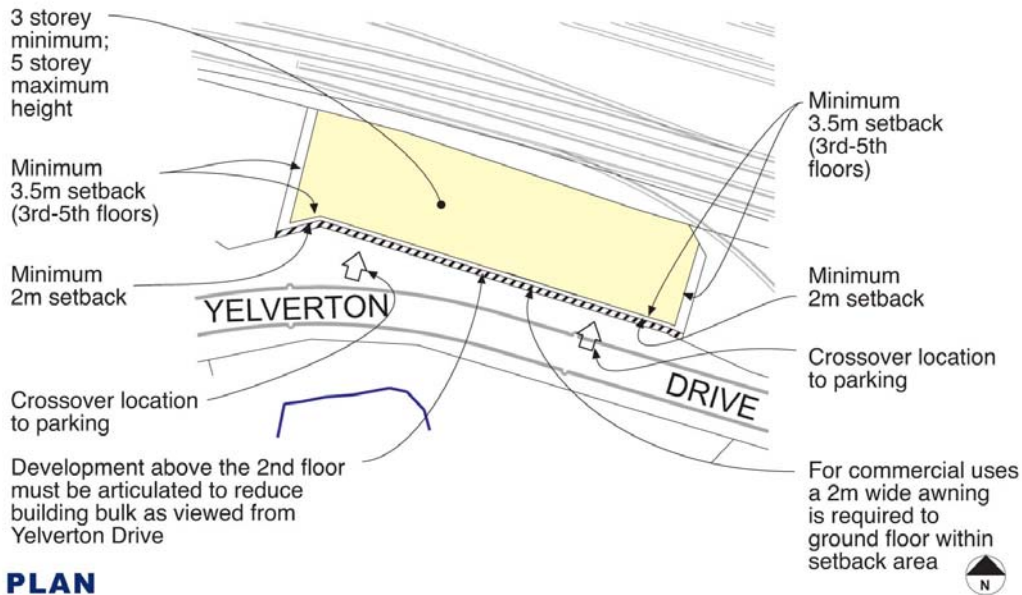 3 storey
minimum;
5 storey
maximum
height
Minimum
3.5m setback
(3rd-5th floors)
Minimum
2m setback
Crossover location
to parking
Development above the 2nd floor
must be articulated to reduce
building bulk as viewed from
Yelverton Drive
YELVERTON
DRIVE
Minimum
3.5m setback
(3rd-5th
floors)
Minimum
2m setback
Crossover location
to parking
For commercial uses
a 2m wide awning
is required to
ground floor within
setback area
N
PLAN